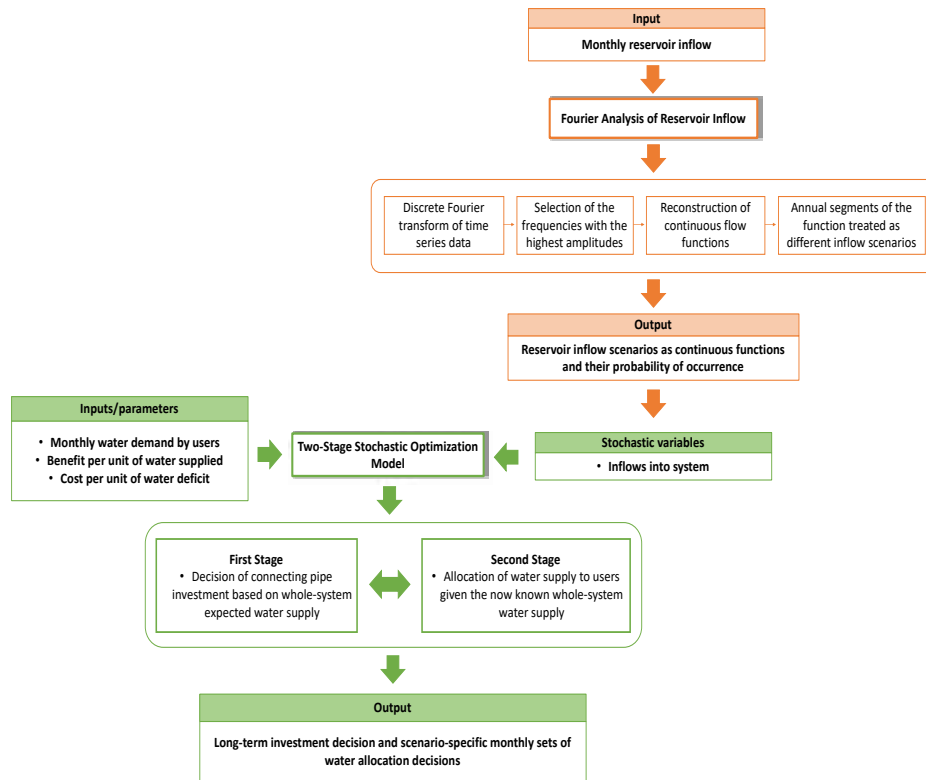 Input
Monthly reservoir inflow
Fourier Analysis of Reservoir Inflow
Discrete Fourier
transform of time
series data
Selection of the
frequencies with the
highest amplitudes
Reconstruction of
continuous flow
functions
Annual segments of the
function treated as
different inflow scenarios
Output
Reservoir inflow scenarios as continuous functions
and their probability of occurrence
Inputs/parameters
• Monthly water demand by users
• Benefit per unit of water supplied
• Cost per unit of water deficit
Two-Stage Stochastic Optimization
Model
Stochastic variables
• Inflows into system
First Stage
• Decision of connecting pipe
investment based on whole-system
expected water supply
Second Stage
• Allocation of water supply to users
given the now known whole-system
water supply
Output
Long-term investment decision and scenario-specific monthly sets of
water allocation decisions